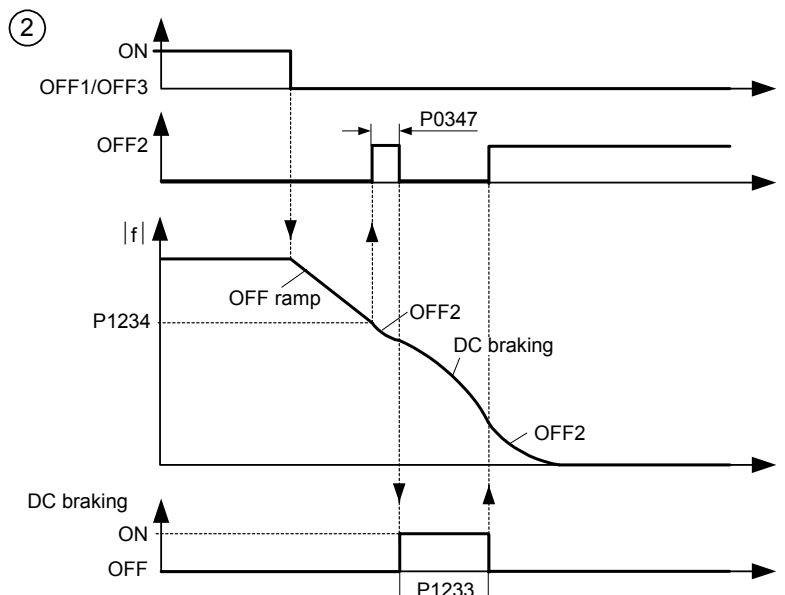 2
ON
OFF1/OFF3
P0347
OFF2
|f|
OFF ramp
P1234
OFF2
DC braking
OFF2
DC braking
ON
OFF
P1233